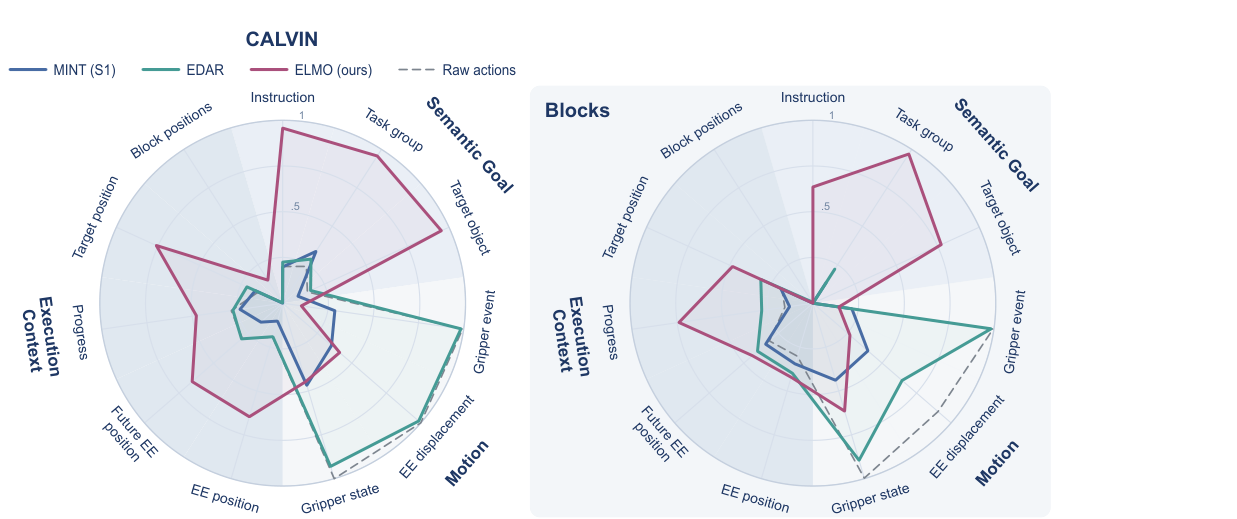 CALVIN
MINT (S1)
EDAR
ELMO (ours)
Raw actions
Instruction
Task group
Semantic Goal
Target object
Gripper event
EE displacement
Motion
Gripper state
EE position
Future EE
position
Execution
Context
Progress
Target position
Block positions
1
.5
Blocks
Instruction
Task group
Semantic Goal
Target object
Gripper event
EE displacement
Motion
Gripper state
EE position
Future EE
position
Execution
Context
Progress
Target position
Block positions
1
.5